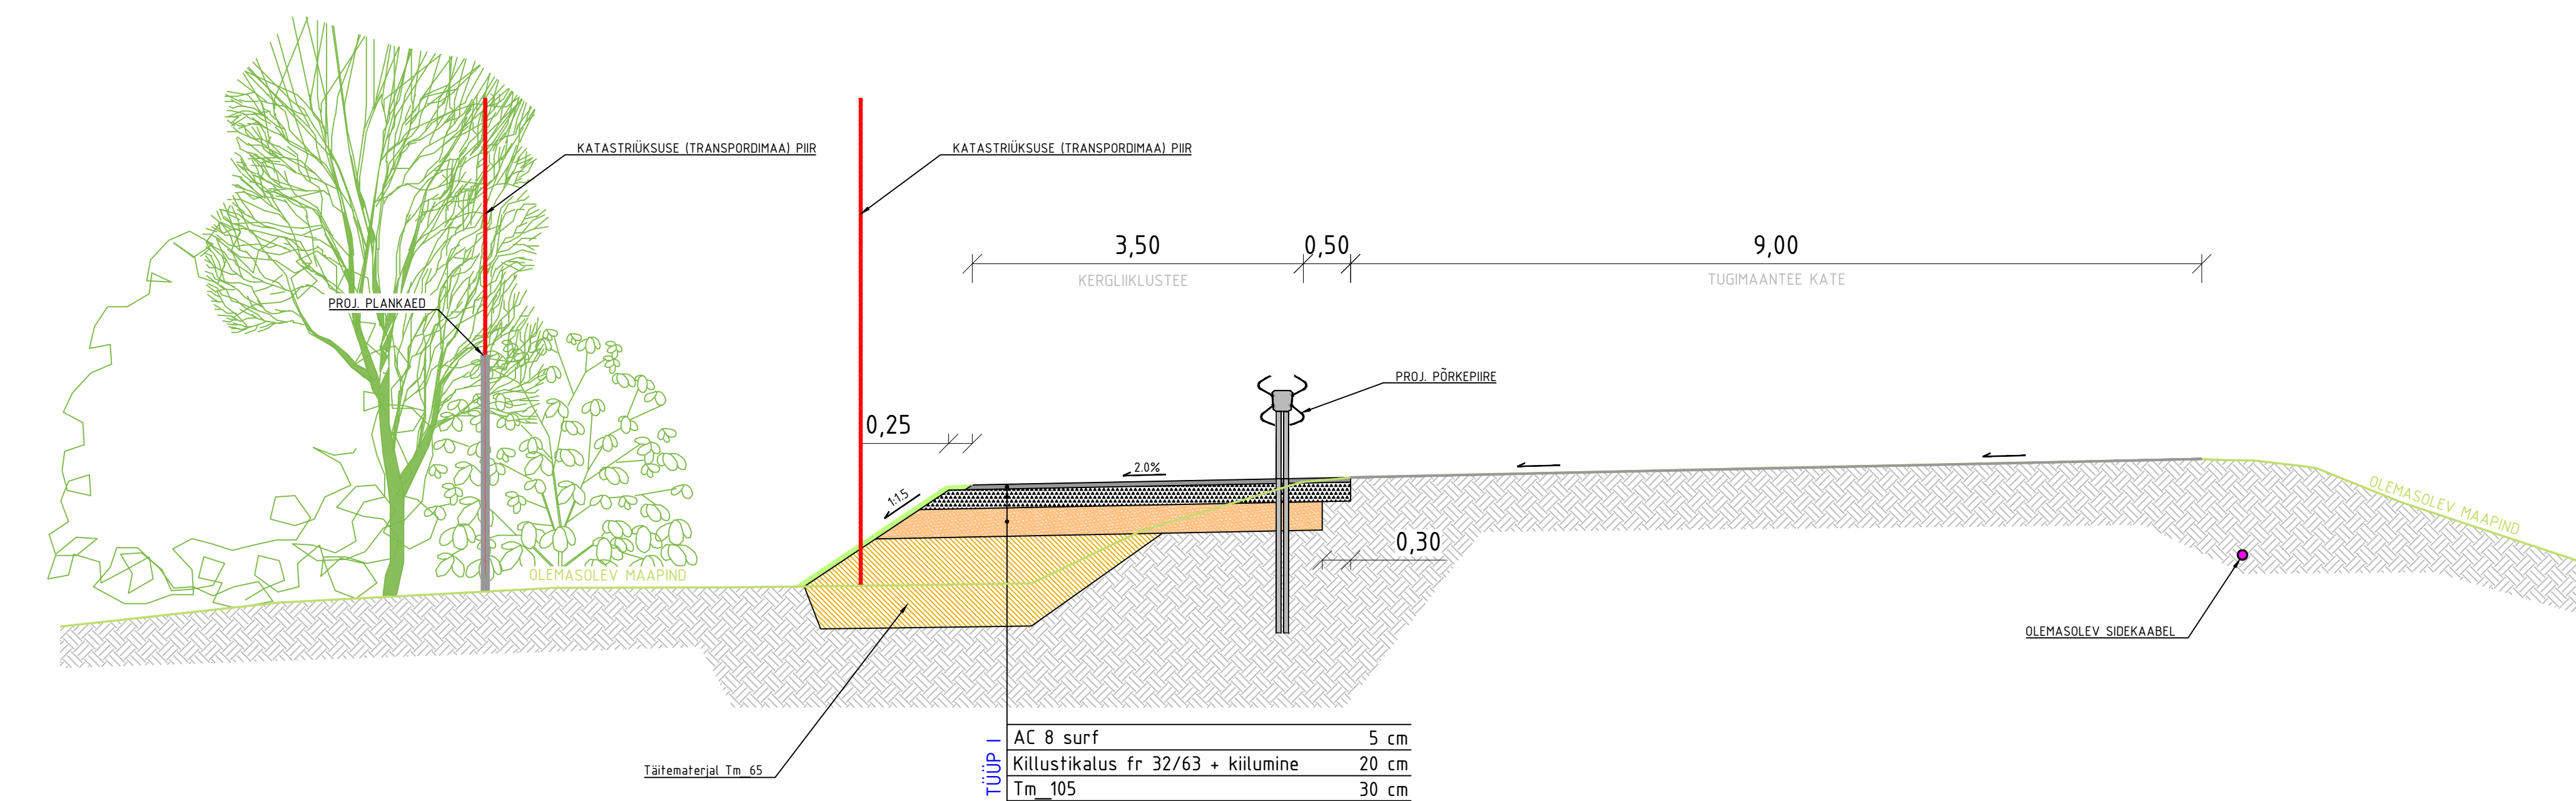 KATASTRIÜKSUSE (TRANSPORDIMAA) PIIR
KATASTRIÜKSUSE (TRANSPORDIMAA) PIIR
3,50
0,50
9,00
KERGLIIKLUSTEE
TUGIMAANTEE KATE
PROJ. PLANKAED
PROJ. PÕRKEPIIRE
0,25
2.0%
1:1.5
OLEMASOLEV MAAPIND
0,30
OLEMASOLEV MAAPIND
OLEMASOLEV SIDEKAABEL
Täitematerjal Tm_65
TÜÜP I
AC 8 surf 5 cm
Killustikalus fr 32/63 + kiilumine 20 cm
Tm_105 30 cm